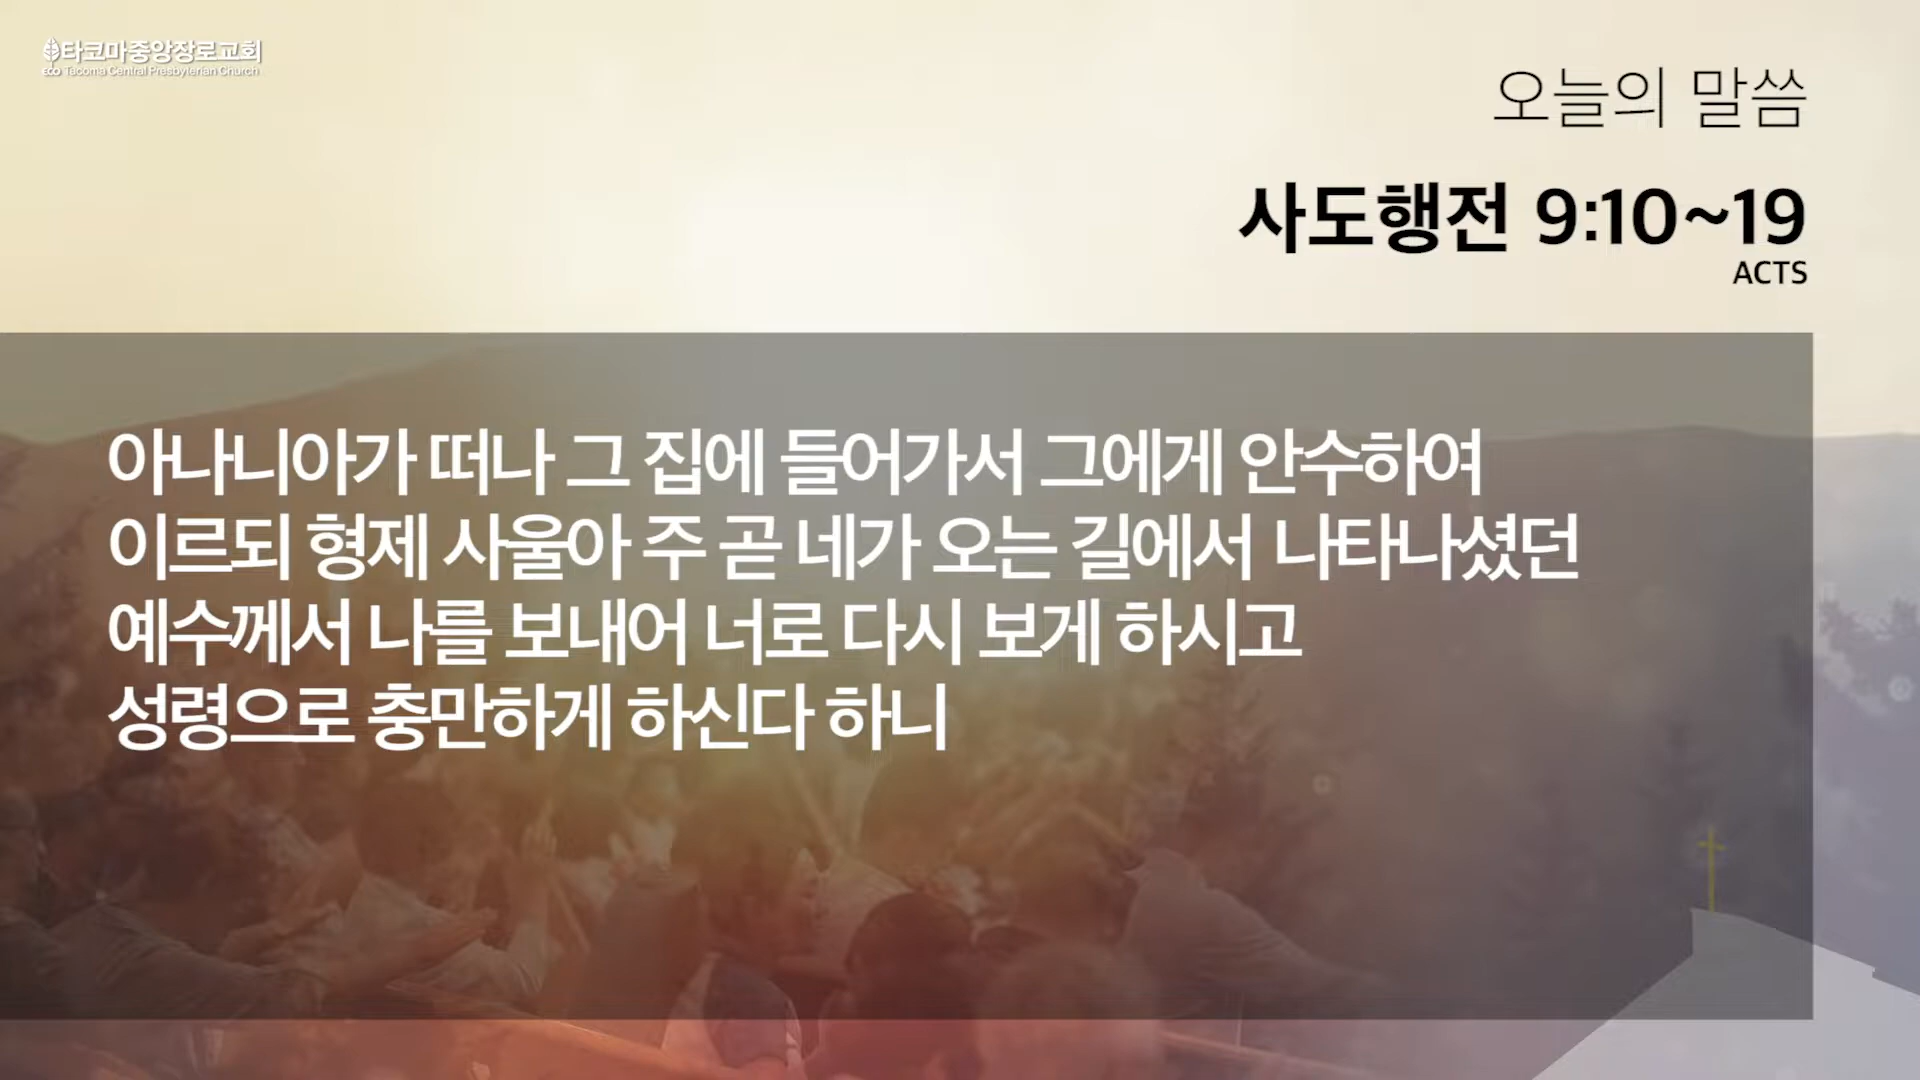 타코마중앙장로교회
ECO Tacoma Central Presbyterian Church
오늘의 말씀
사도행전 9:10~19
ACTS
아나니아가 떠나 그 집에 들어가서 그에게 안수하여
이르되 형제 사울아 주 곧 네가 오는 길에서 나타나셨던
예수께서 나를 보내어 너로 다시 보게 하시고
성령으로 충만하게 하신다 하니